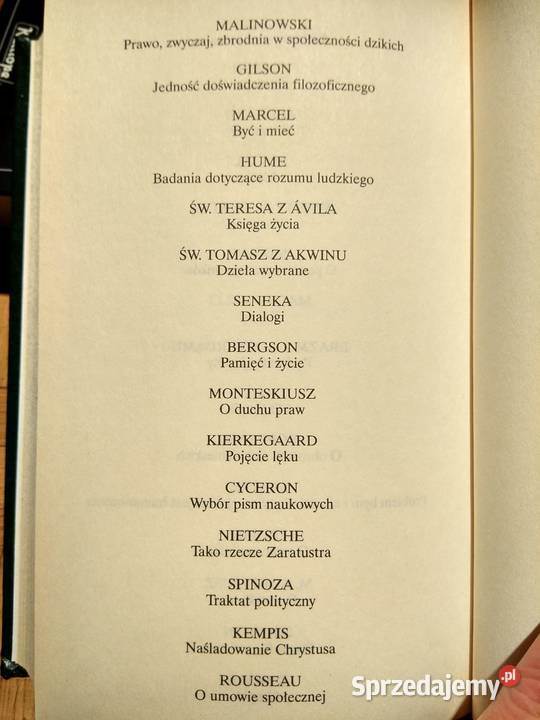 MALINOWSKI
Prawo, zwyczaj, zbrodnia w społeczności dzikich
GILSON
Jedność doświadczenia filozoficznego
MARCEL
Być i mieć
HUME
Badania dotyczące rozumu ludzkiego
ŚW. TERESA Z ÁVILA
Księga życia
ŚW. TOMASZ Z AKWINU
Dzieła wybrane
SENEKA
Dialogi
BERGSON
Pamięć i życie
MONTESKIUSZ
O duchu praw
KIERKEGAARD
Pojęcie lęku
CYCERON
Wybór pism naukowych
NIETZSCHE
Tako rzecze Zaratustra
SPINOZA
Traktat polityczny
KEMPIS
Naśladowanie Chrystusa
ROUSSEAU
O umowie społecznej
Sprzedajemy.pl